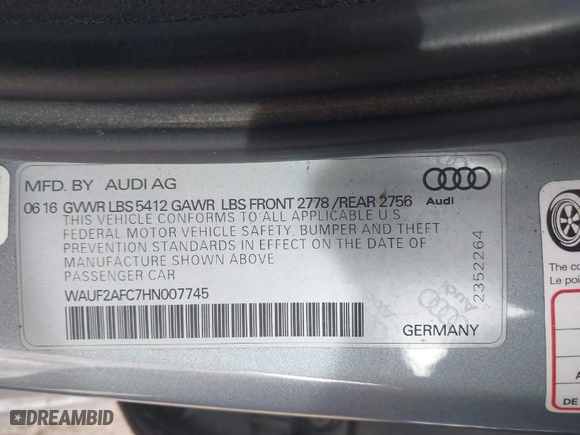 MFD. BY AUDI AG
06 16 GVWR LBS 5412 GAWR LBS FRONT 2778 /REAR 2756
THIS VEHICLE CONFORMS TO ALL APPLICABLE U.S
FEDERAL MOTOR VEHICLE SAFETY, BUMPER AND THEFT
PREVENTION STANDARDS IN EFFECT ON THE DATE OF
MANUFACTURE SHOWN ABOVE
PASSENGER CAR
WAUF2AFC7HN007745
GERMANY
Audi
2352264
The co
Le poi
A
DE
DREAMBID